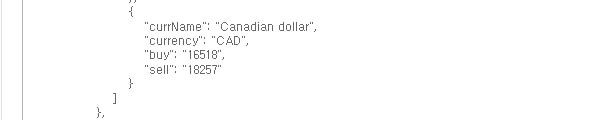 },
{
"currName": "Canadian dollar",
"currency": "CAD",
"buy": "16518",
"sell": "18257"
}
]
},